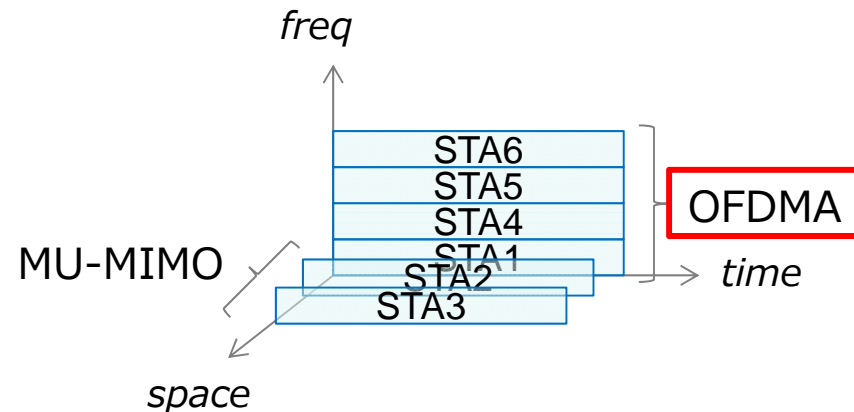 freq
STA6
STA5
STA4
OFDMA
STA1
MU-MIMO
STA2
time
STA3
space